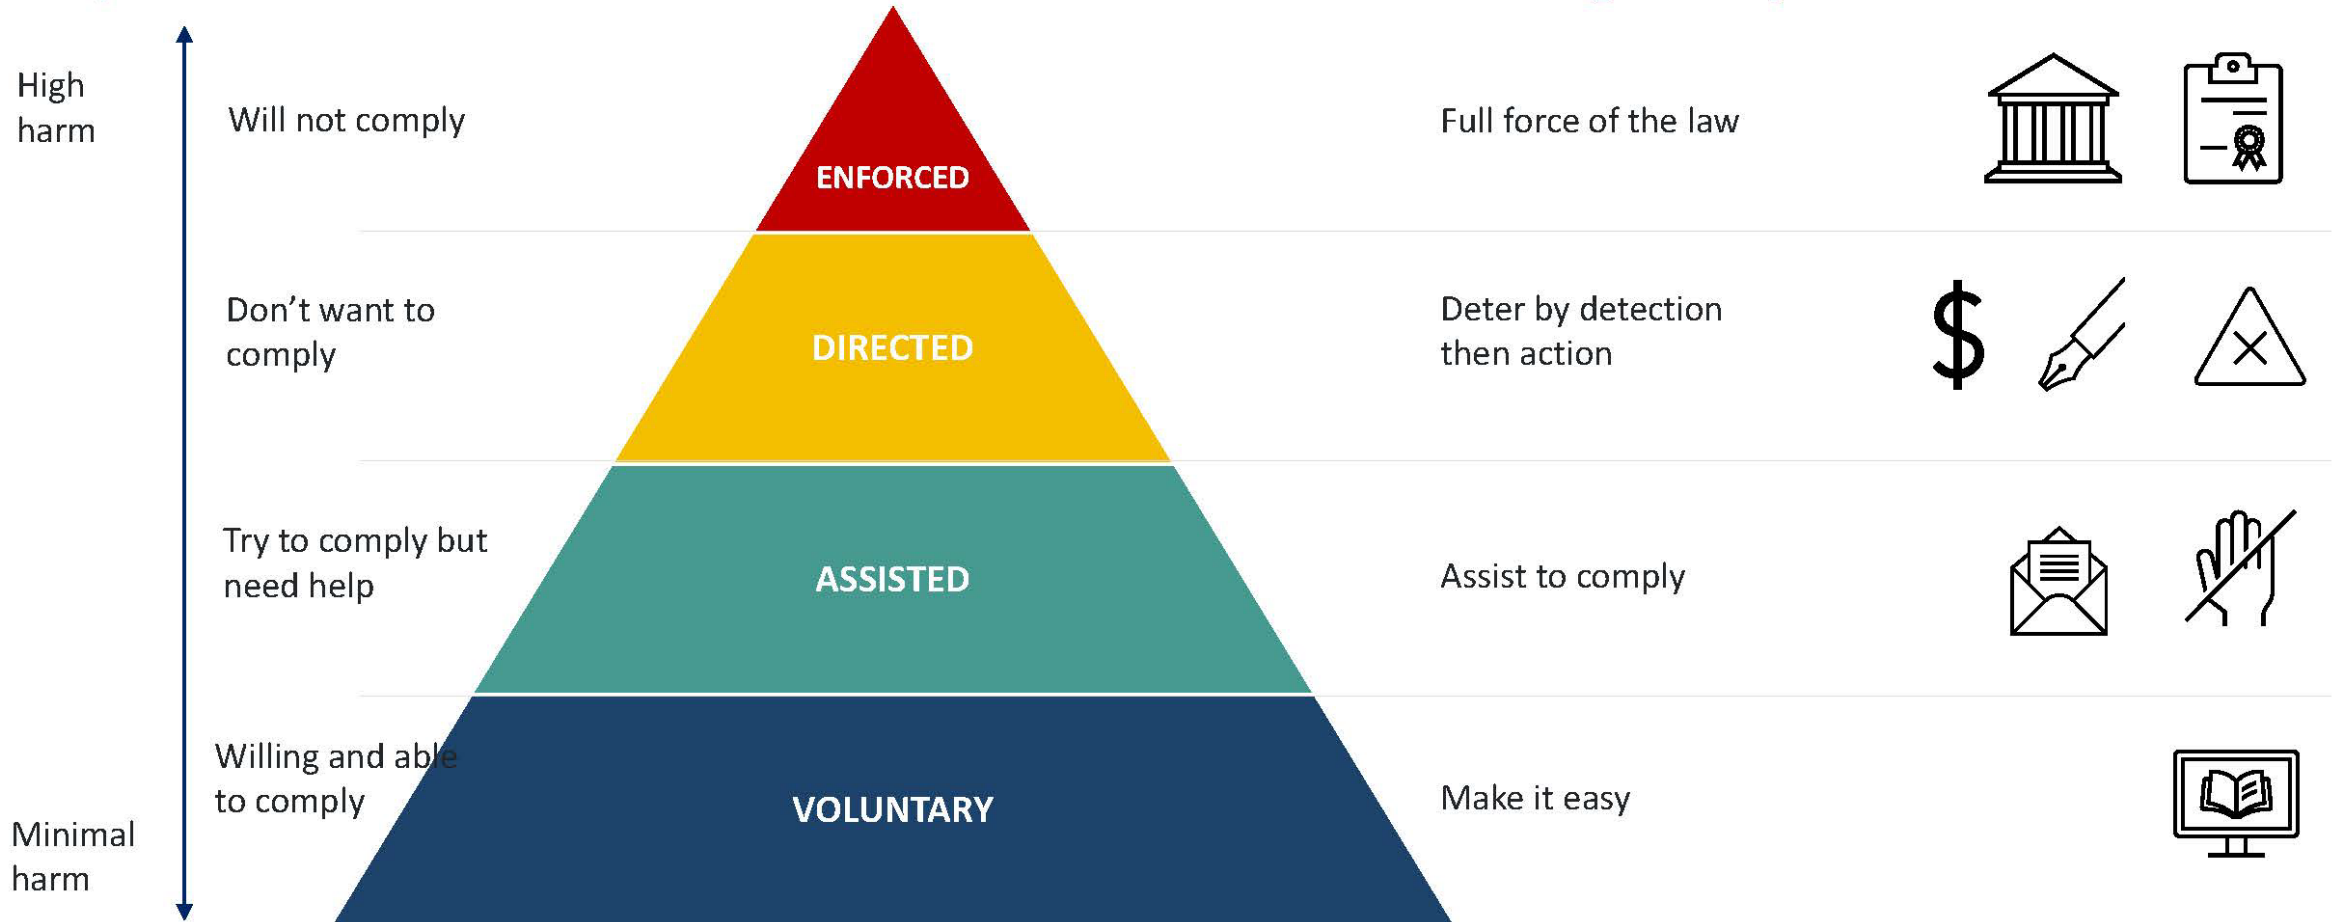 High
harm
Will not comply
ENFORCED
Full force of the law
Don't want to
comply
DIRECTED
Deter by detection
then action
$
Try to comply but
need help
ASSISTED
Assist to comply
Willing and able
to comply
VOLUNTARY
Make it easy
Minimal
harm